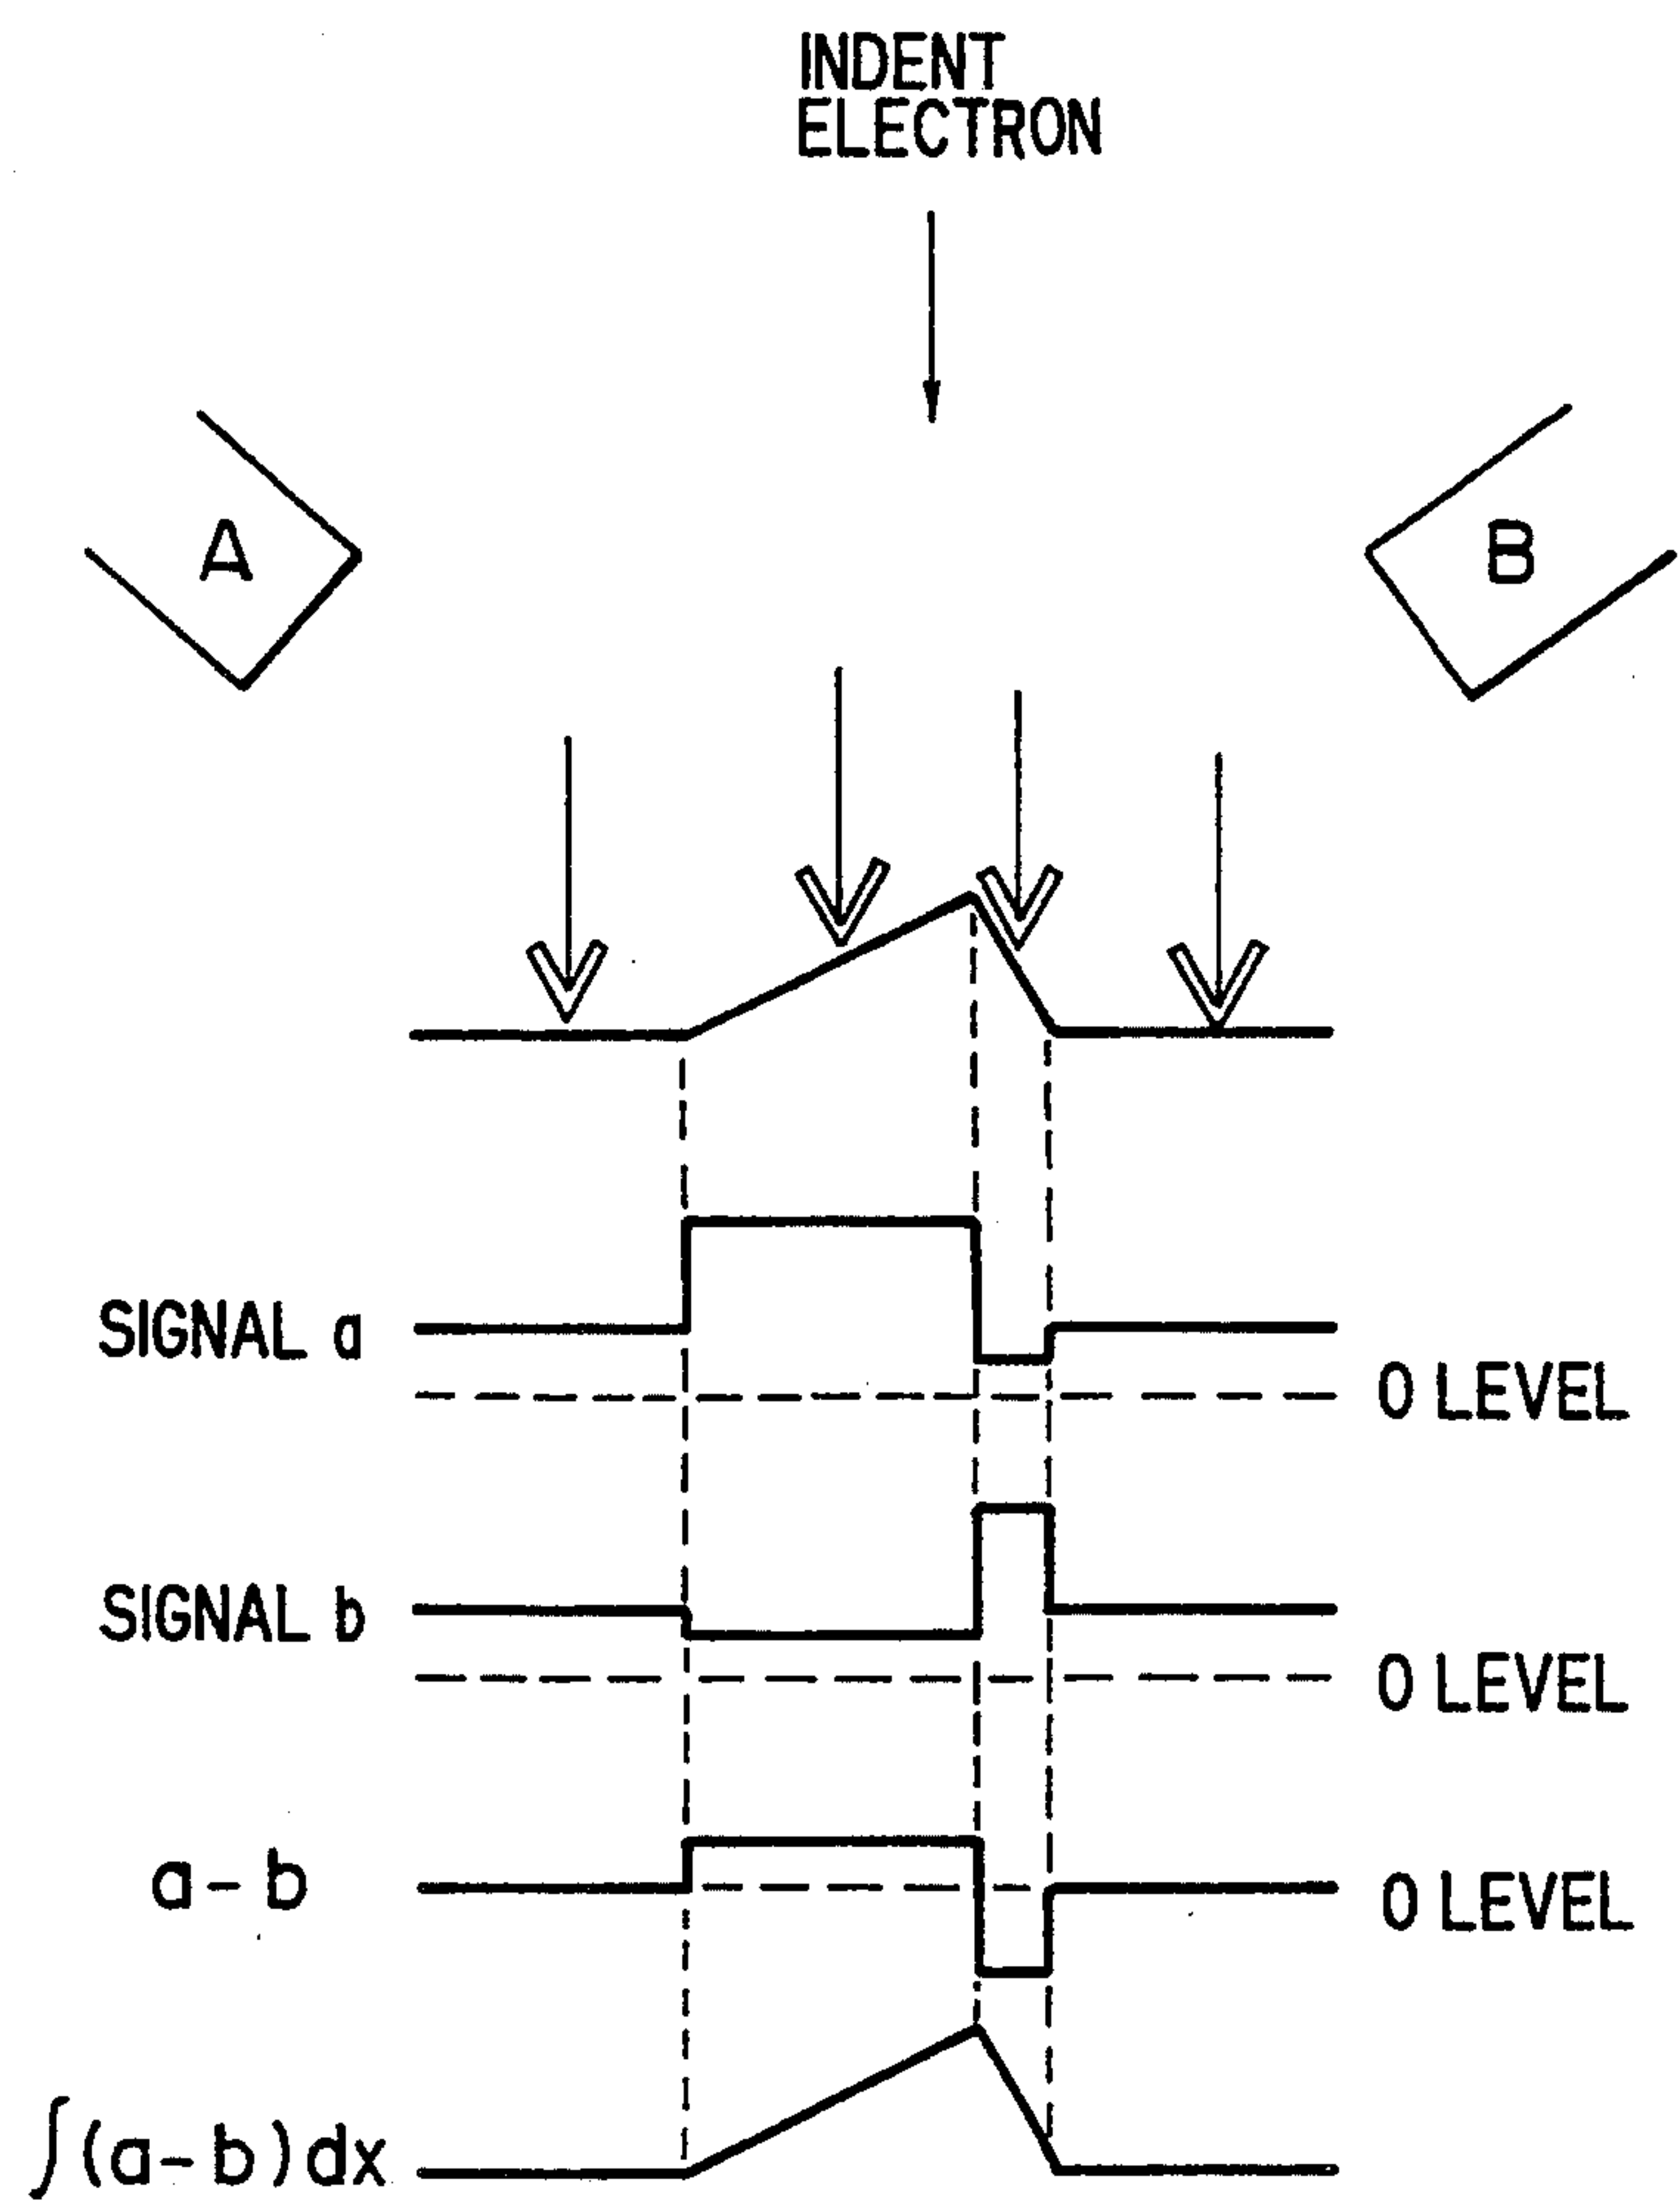 INDENT
ELECTRON
A
B
SIGNAL a
0 LEVEL
SIGNAL b
0 LEVEL
a - b
0 LEVEL
∫(a-b)dx